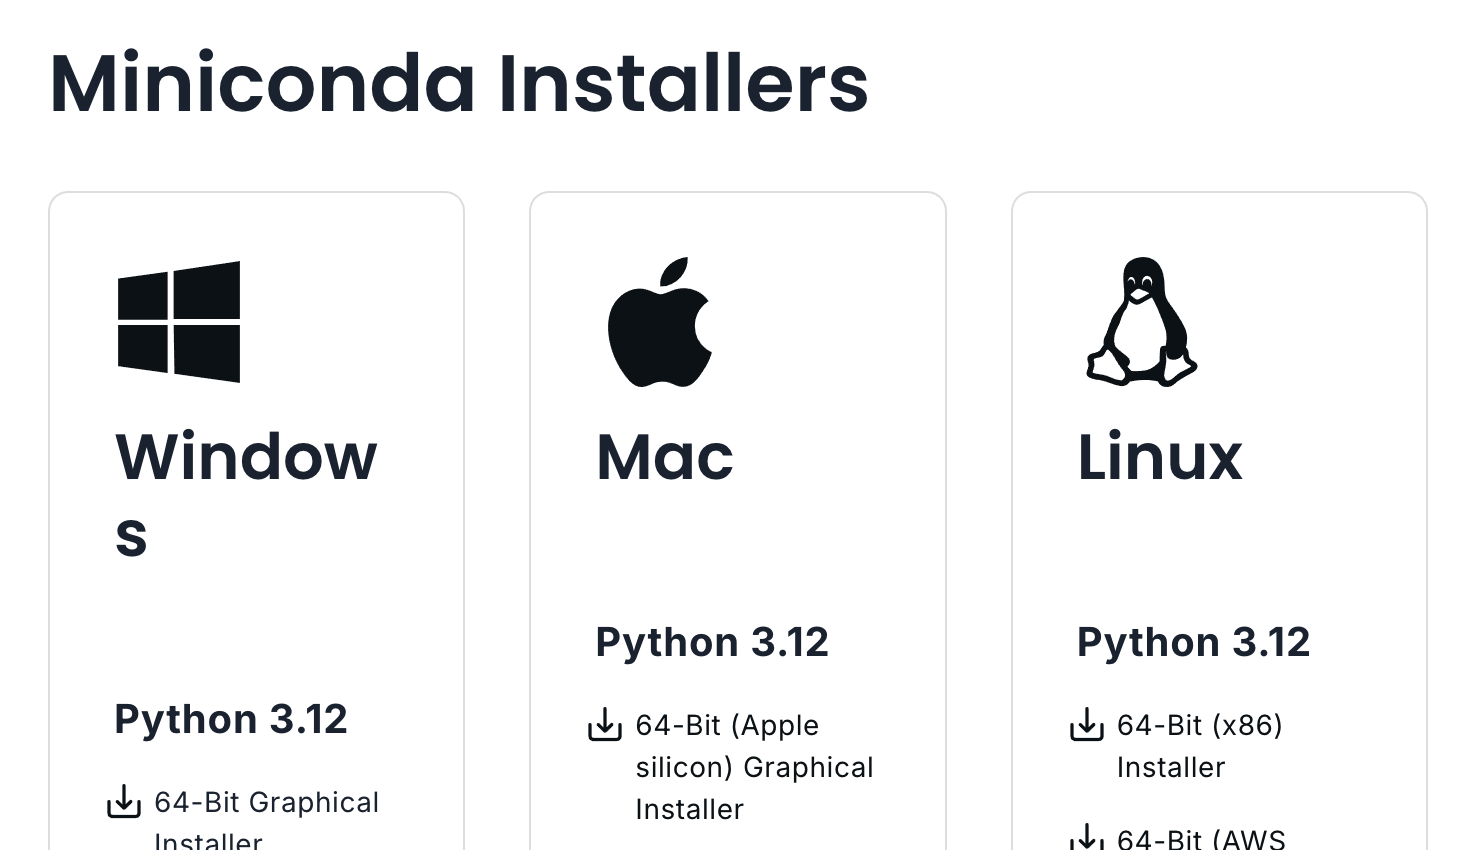 Miniconda Installers
Window
s
Python 3.12
64-Bit Graphical
Installer
Mac
Python 3.12
64-Bit (Apple
silicon) Graphical
Installer
Linux
Python 3.12
64-Bit (x86)
Installer
64-Bit (AWS